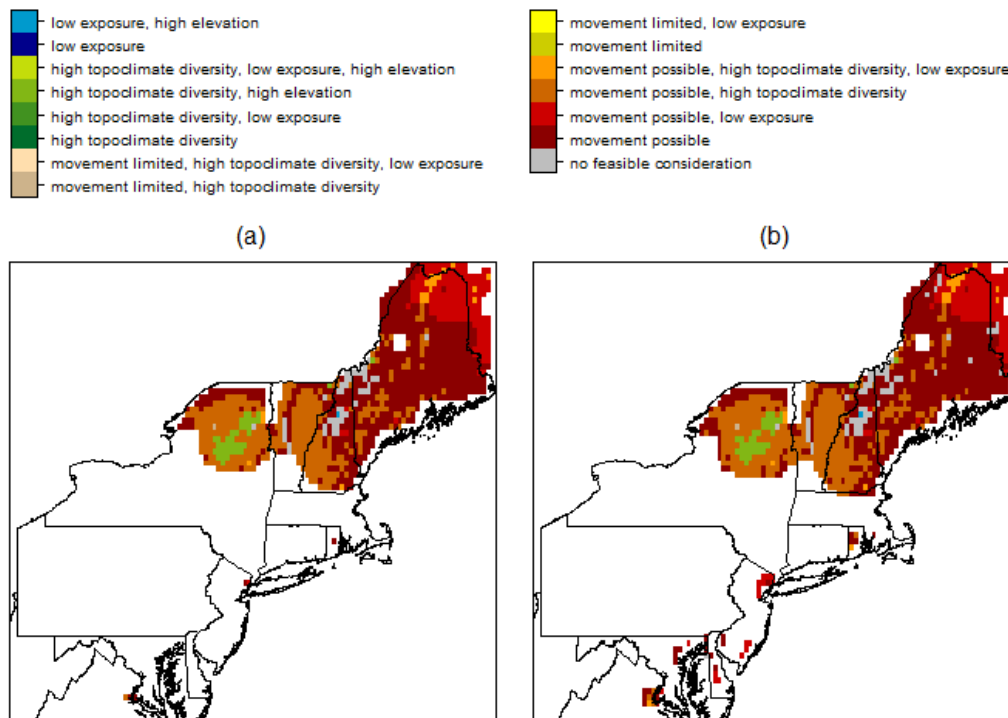 low exposure, high elevation
low exposure
high topoclimate diversity, low exposure, high elevation
high topoclimate diversity, high elevation
high topoclimate diversity, low exposure
high topoclimate diversity
movement limited, high topoclimate diversity, low exposure
movement limited, high topoclimate diversity
movement limited, low exposure
movement limited
movement possible, high topoclimate diversity, low exposure
movement possible, high topoclimate diversity
movement possible, low exposure
movement possible
no feasible consideration
(a)
(b)